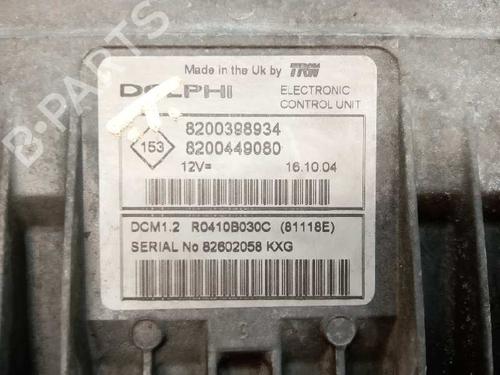 Made in the Uk by TRW
DELPHI
ELECTRONIC
CONTROL UNIT
153
8200398934
8200449080
12V=
16.10.04
DCM1.2 R0410B030C (81118E)
SERIAL No 82602058 KXG
B-PARTS